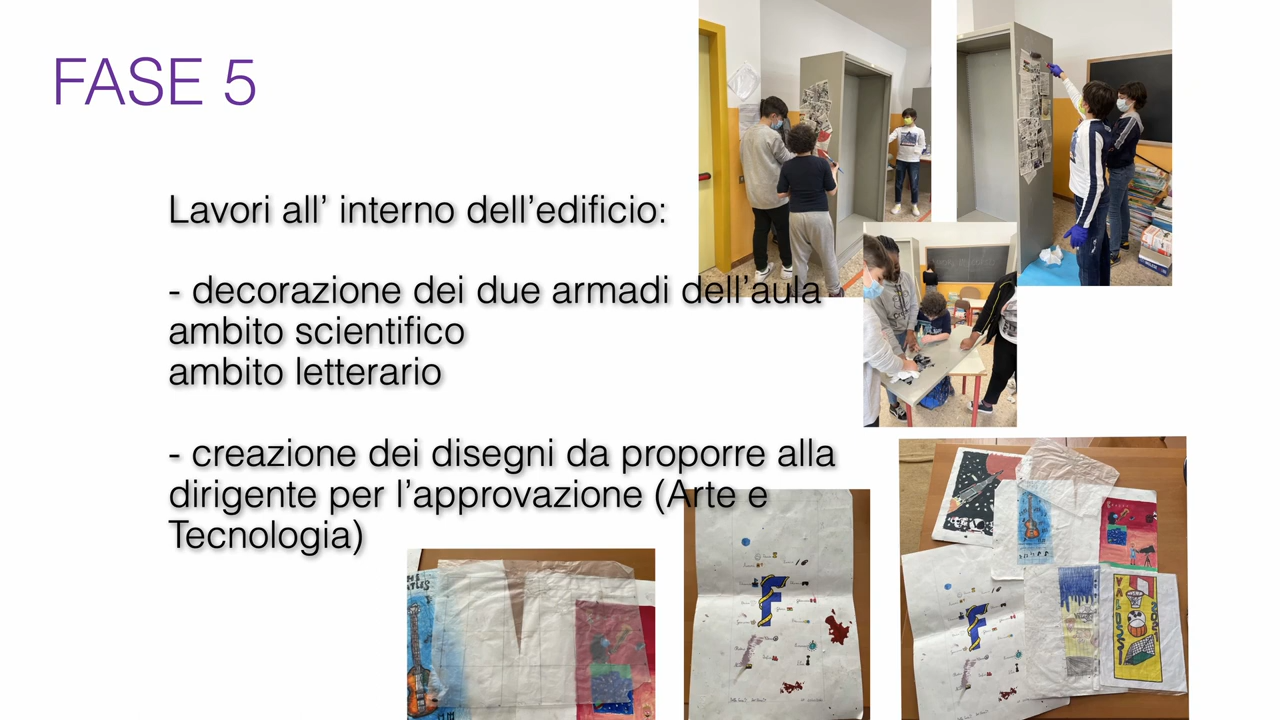 FASE 5
Lavori all’ interno dell’edificio:
- decorazione dei due armadi dell’aula
ambito scientifico
ambito letterario
- creazione dei disegni da proporre alla
dirigente per l’approvazione (Arte e
Tecnologia)
F
F